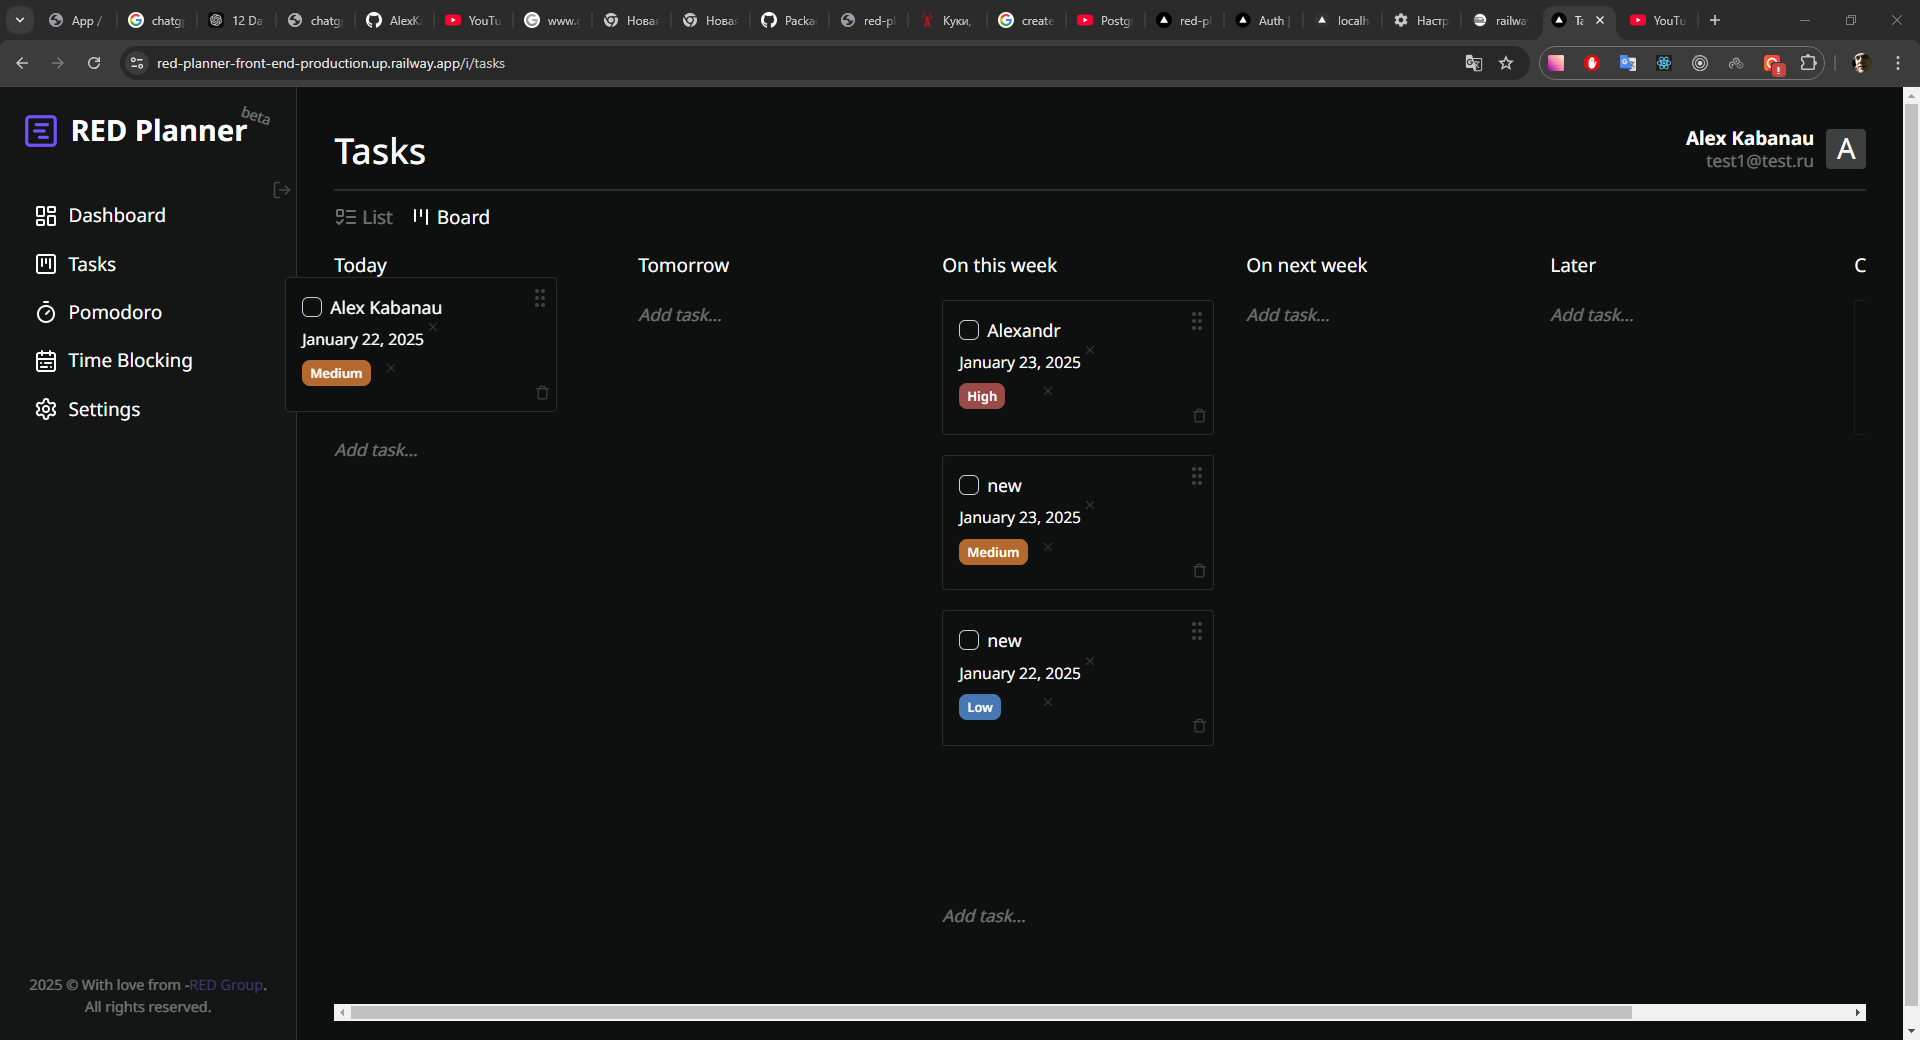 App /
chatg
12 Da
chatg
AlexK
YouTu
www.
Нова
Нова
Packa
red-pl
Куки,
create
Postg
red-pl
Auth
localh
Настр
railwa
Ta
YouTu
red-planner-front-end-production.up.railway.app/i/tasks
RED Planner
beta
Dashboard
Tasks
Pomodoro
Time Blocking
Settings
2025 © With love from -RED Group.
All rights reserved.
Tasks
Alex Kabanau
test1@test.ru
A
List
Board
Today
Alex Kabanau
January 22, 2025
Medium
Add task...
Tomorrow
Add task...
On this week
Alexandr
January 23, 2025
High
new
January 23, 2025
Medium
new
January 22, 2025
Low
Add task...
On next week
Add task...
Later
Add task...
C